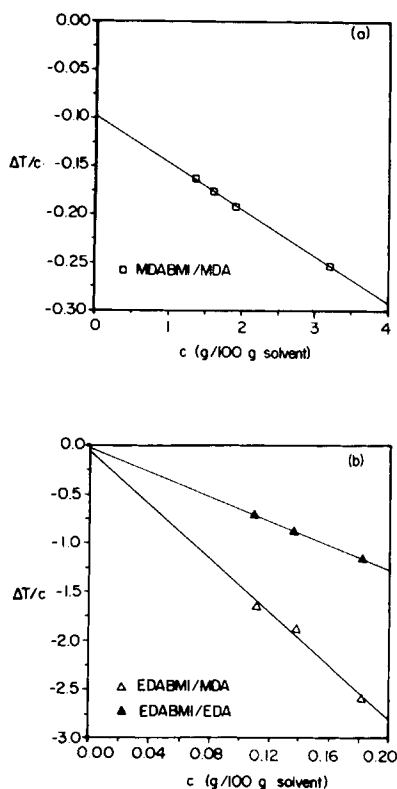 0.00
(a)
-0.05
-0.10
ΔT/c
-0.15
-0.20
-0.25
□ MDABMI/MDA
-0.30
0 1 2 3 4
c (g/100 g solvent)
0.0
(b)
-0.5
-1.0
ΔT/c
-1.5
-2.0
-2.5
△ EDABMI/MDA
▲ EDABMI/EDA
-3.0
0.00 0.04 0.08 0.12 0.16 0.20
c (g/100 g solvent)